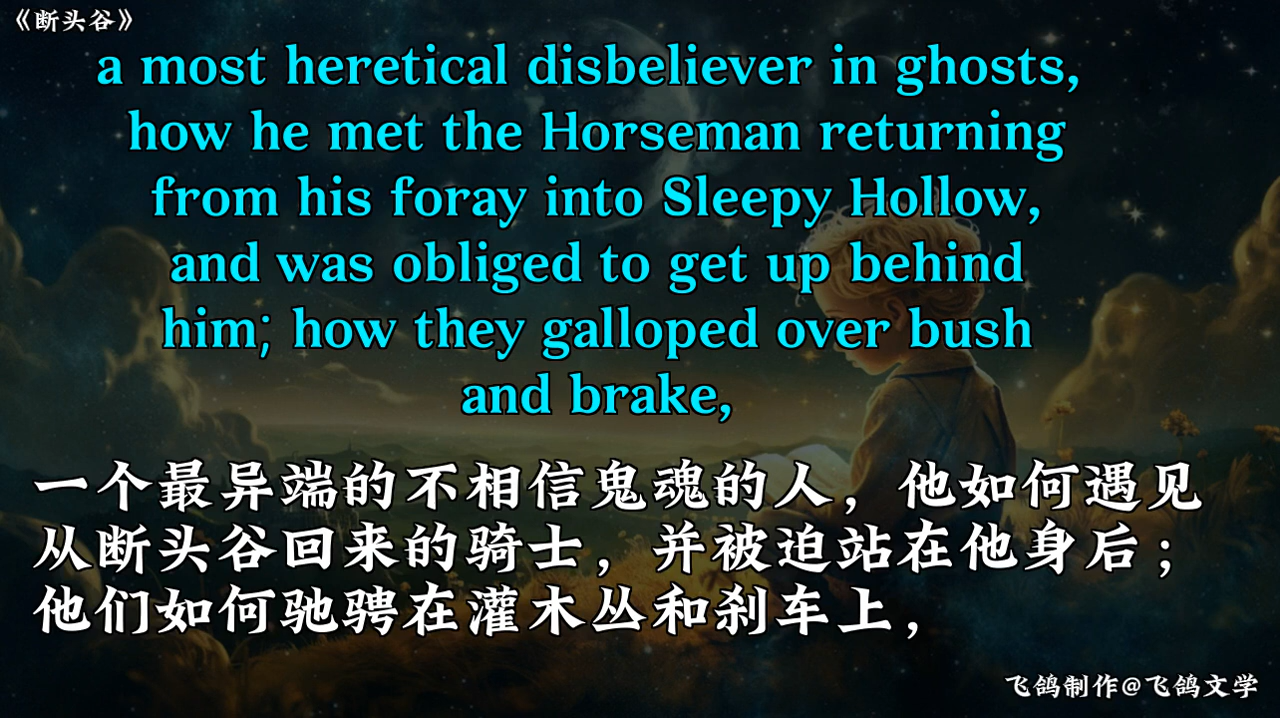 《断头谷》
a most heretical disbeliever in ghosts,
how he met the Horseman returning
from his foray into Sleepy Hollow,
and was obliged to get up behind
him; how they galloped over bush
and brake,
一个最异端的不相信鬼魂的人，他如何遇见
从断头谷回来的骑士，并被迫站在他身后；
他们如何驰骋在灌木丛和刹车上，
飞鸽制作@飞鸽文学